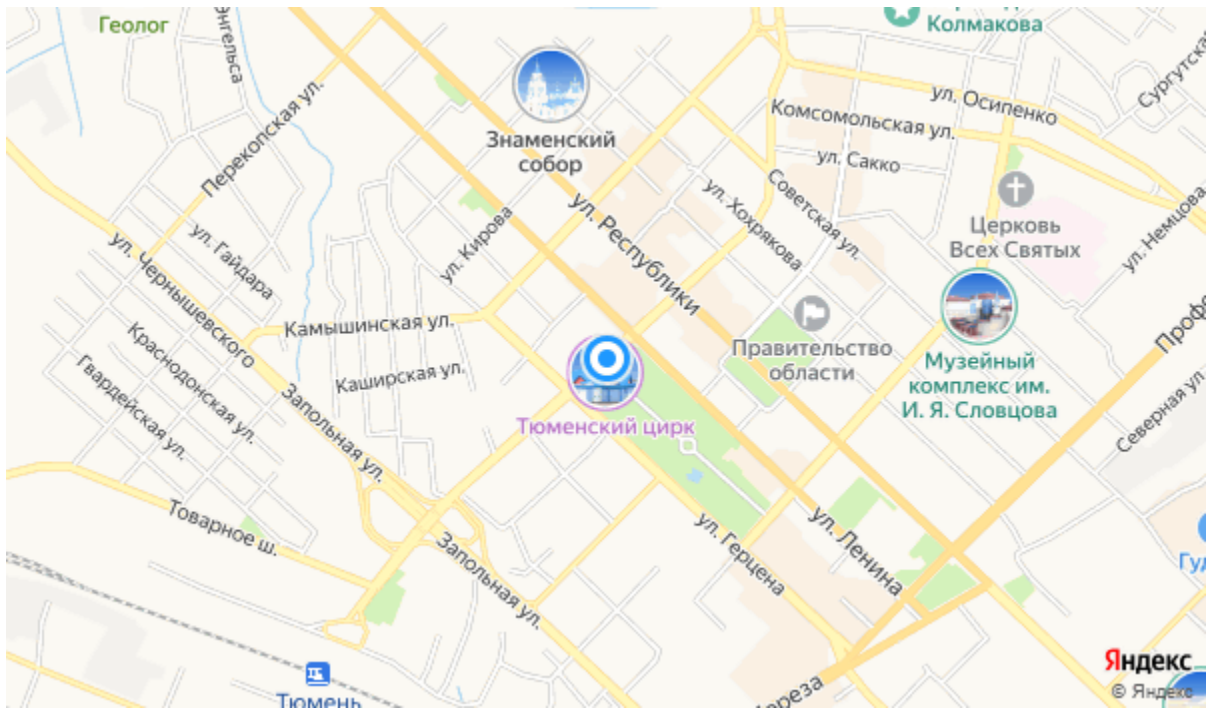 Геолог
Энгельса
Колмакова
Сургутская
Перекопская ул.
Знаменский
собор
ул. Осипенко
Комсомольская ул.
ул. Сакко
ул. Хохрякова
Советская ул.
Церковь
Всех Святых
ул. Немцова
ул. Гайдара
ул. Кирова
ул. Республики
ул. Чернышевского
Камышинская ул.
Каширская ул.
Краснодонская ул.
Гвардейская ул.
Правительство
области
Музейный
комплекс им.
И. Я. Словцова
Северная ул.
Тюменский цирк
Запольная ул.
Товарное ш.
Запольная ул.
ул. Герцена
ул. Ленина
Тюмень
Яндекс
© Яндекс